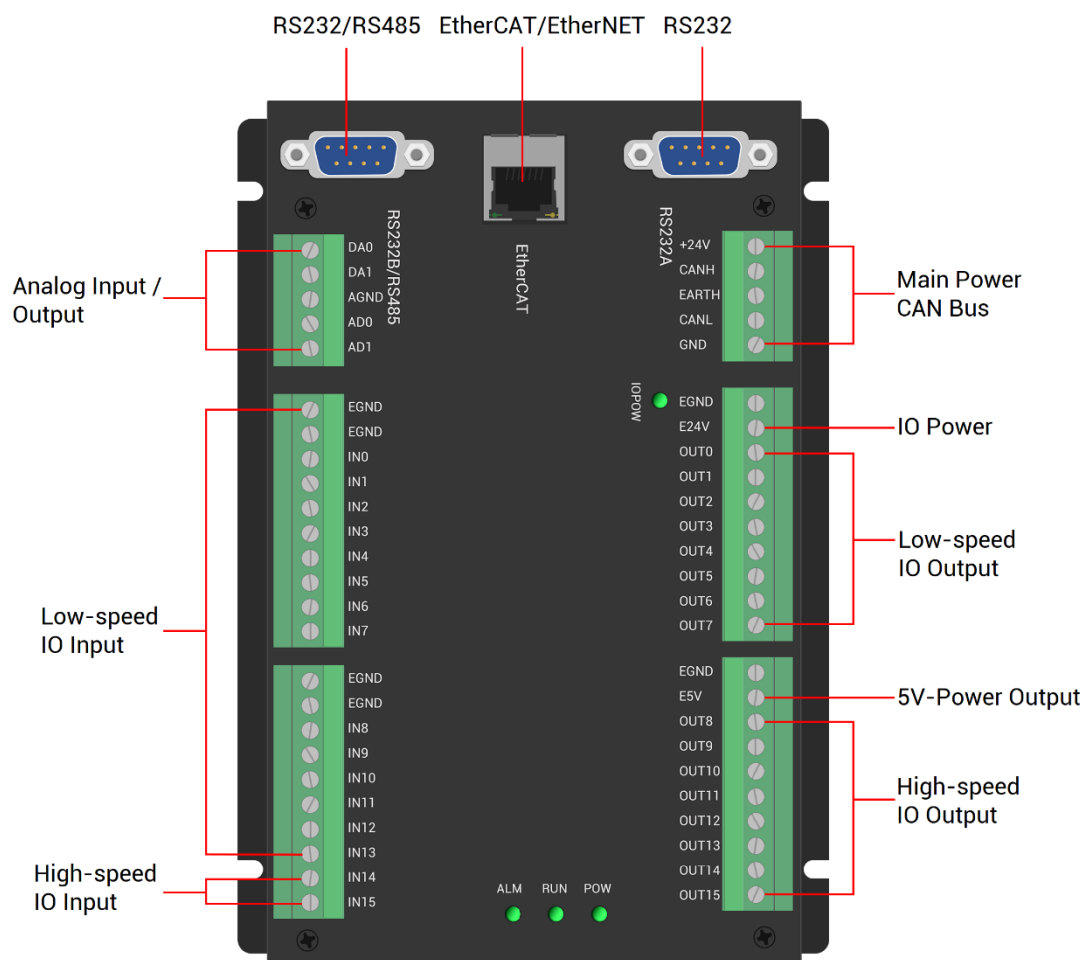 RS232/RS485
EtherCAT/EtherNET
RS232
RS232B/RS485
EtherCAT
RS232A
Analog Input /
Output
DA0
DA1
AGND
AD0
AD1
+24V
CANH
EARTH
CANL
GND
Main Power
CAN Bus
Low-speed
IO Input
EGND
EGND
IN0
IN1
IN2
IN3
IN4
IN5
IN6
IN7
IOPOW
EGND
E24V
OUT0
OUT1
OUT2
OUT3
OUT4
OUT5
OUT6
OUT7
IO Power
Low-speed
IO Output
EGND
EGND
IN8
IN9
IN10
IN11
IN12
IN13
IN14
IN15
High-speed
IO Input
EGND
E5V
OUT8
OUT9
OUT10
OUT11
OUT12
OUT13
OUT14
OUT15
5V-Power Output
High-speed
IO Output
ALM
RUN
POW